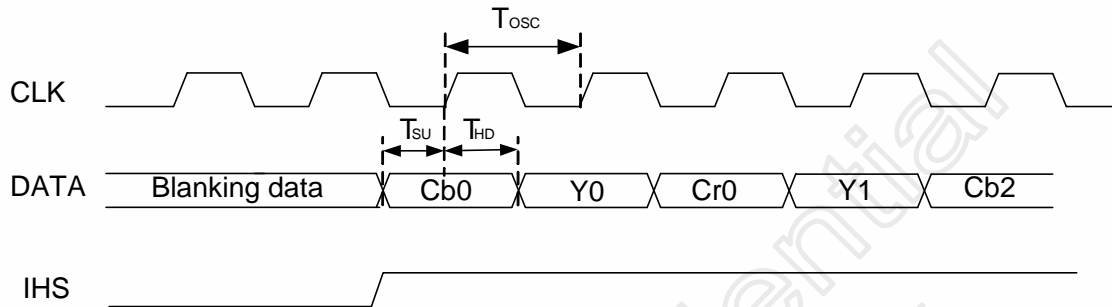 Tosc
CLK
TSU THD
DATA Blanking data Cb0 Y0 Cr0 Y1 Cb2
IHS